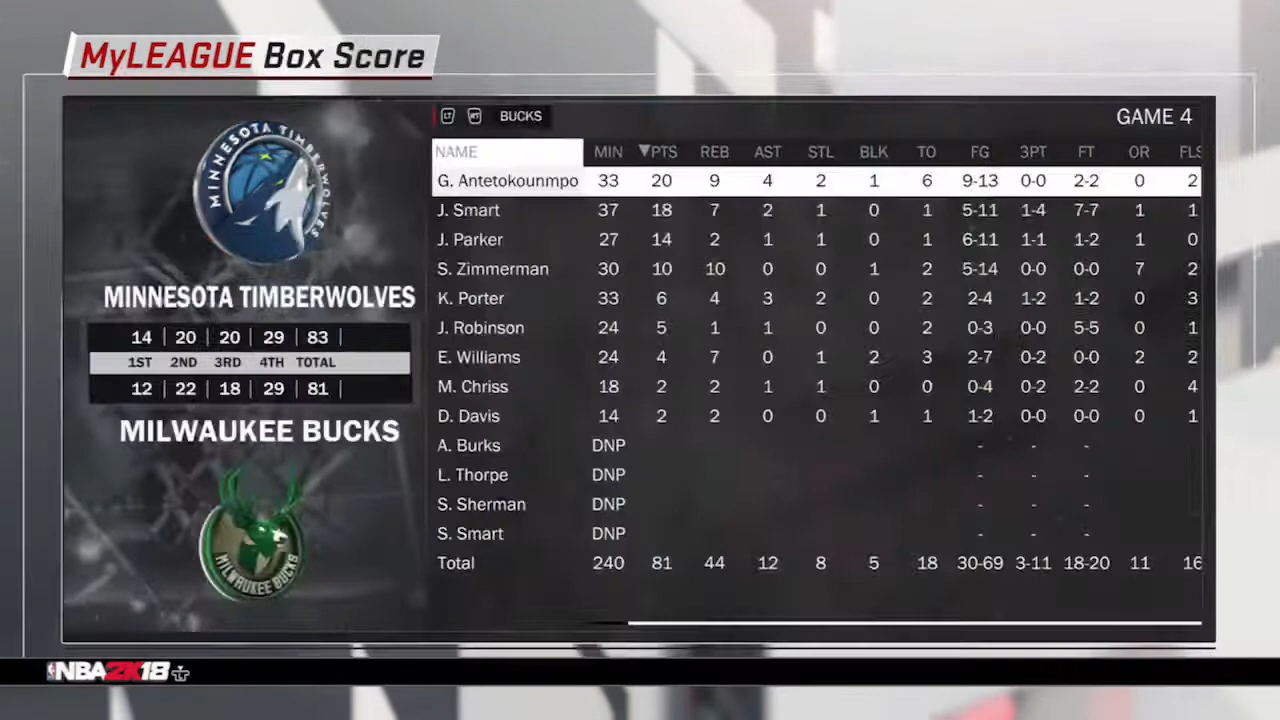 MyLEAGUE Box Score
LT RT BUCKS GAME 4
NAME MIN PTS REB AST STL BLK TO FG 3PT FT OR FLS
G. Antetokounmpo 33 20 9 4 2 1 6 9-13 0-0 2-2 0 2
J. Smart 37 18 7 2 1 0 1 5-11 1-4 7-7 1 1
J. Parker 27 14 2 1 1 0 1 6-11 1-1 1-2 1 0
S. Zimmerman 30 10 10 0 0 1 2 5-14 0-0 0-0 7 2
K. Porter 33 6 4 3 2 0 2 2-4 1-2 1-2 0 3
J. Robinson 24 5 1 1 0 0 2 0-3 0-0 5-5 0 1
E. Williams 24 4 7 0 1 2 3 2-7 0-2 0-0 2 2
M. Chriss 18 2 2 1 1 0 0 0-4 0-2 2-2 0 4
D. Davis 14 2 2 0 0 1 1 1-2 0-0 0-0 0 1
A. Burks DNP - - -
L. Thorpe DNP - - -
S. Sherman DNP - - -
S. Smart DNP - - -
Total 240 81 44 12 8 5 18 30-69 3-11 18-20 11 16
MINNESOTA TIMBERWOLVES
MINNESOTA TIMBERWOLVES
14 20 20 29 83
1ST 2ND 3RD 4TH TOTAL
12 22 18 29 81
MILWAUKEE BUCKS
MILWAUKEE BUCKS
NBA 2K18